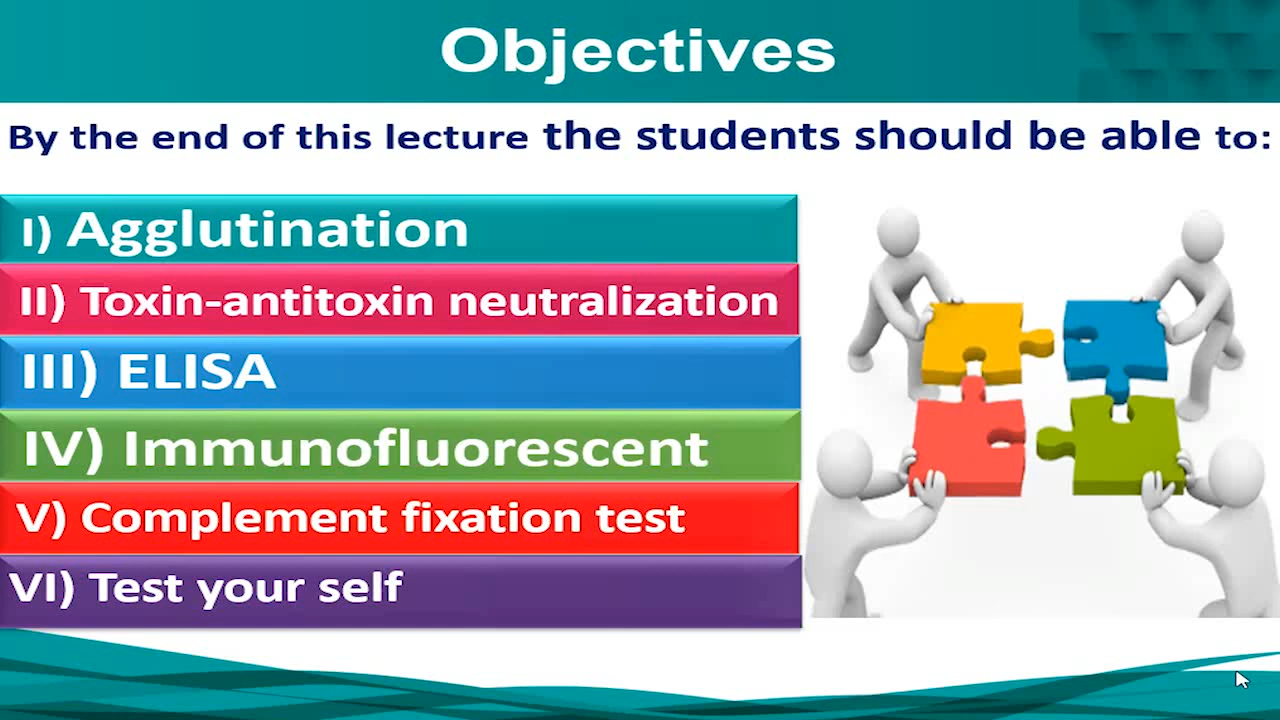 Objectives
By the end of this lecture the students should be able to:
I) Agglutination
II) Toxin-antitoxin neutralization
III) ELISA
IV) Immunofluorescent
V) Complement fixation test
VI) Test your self